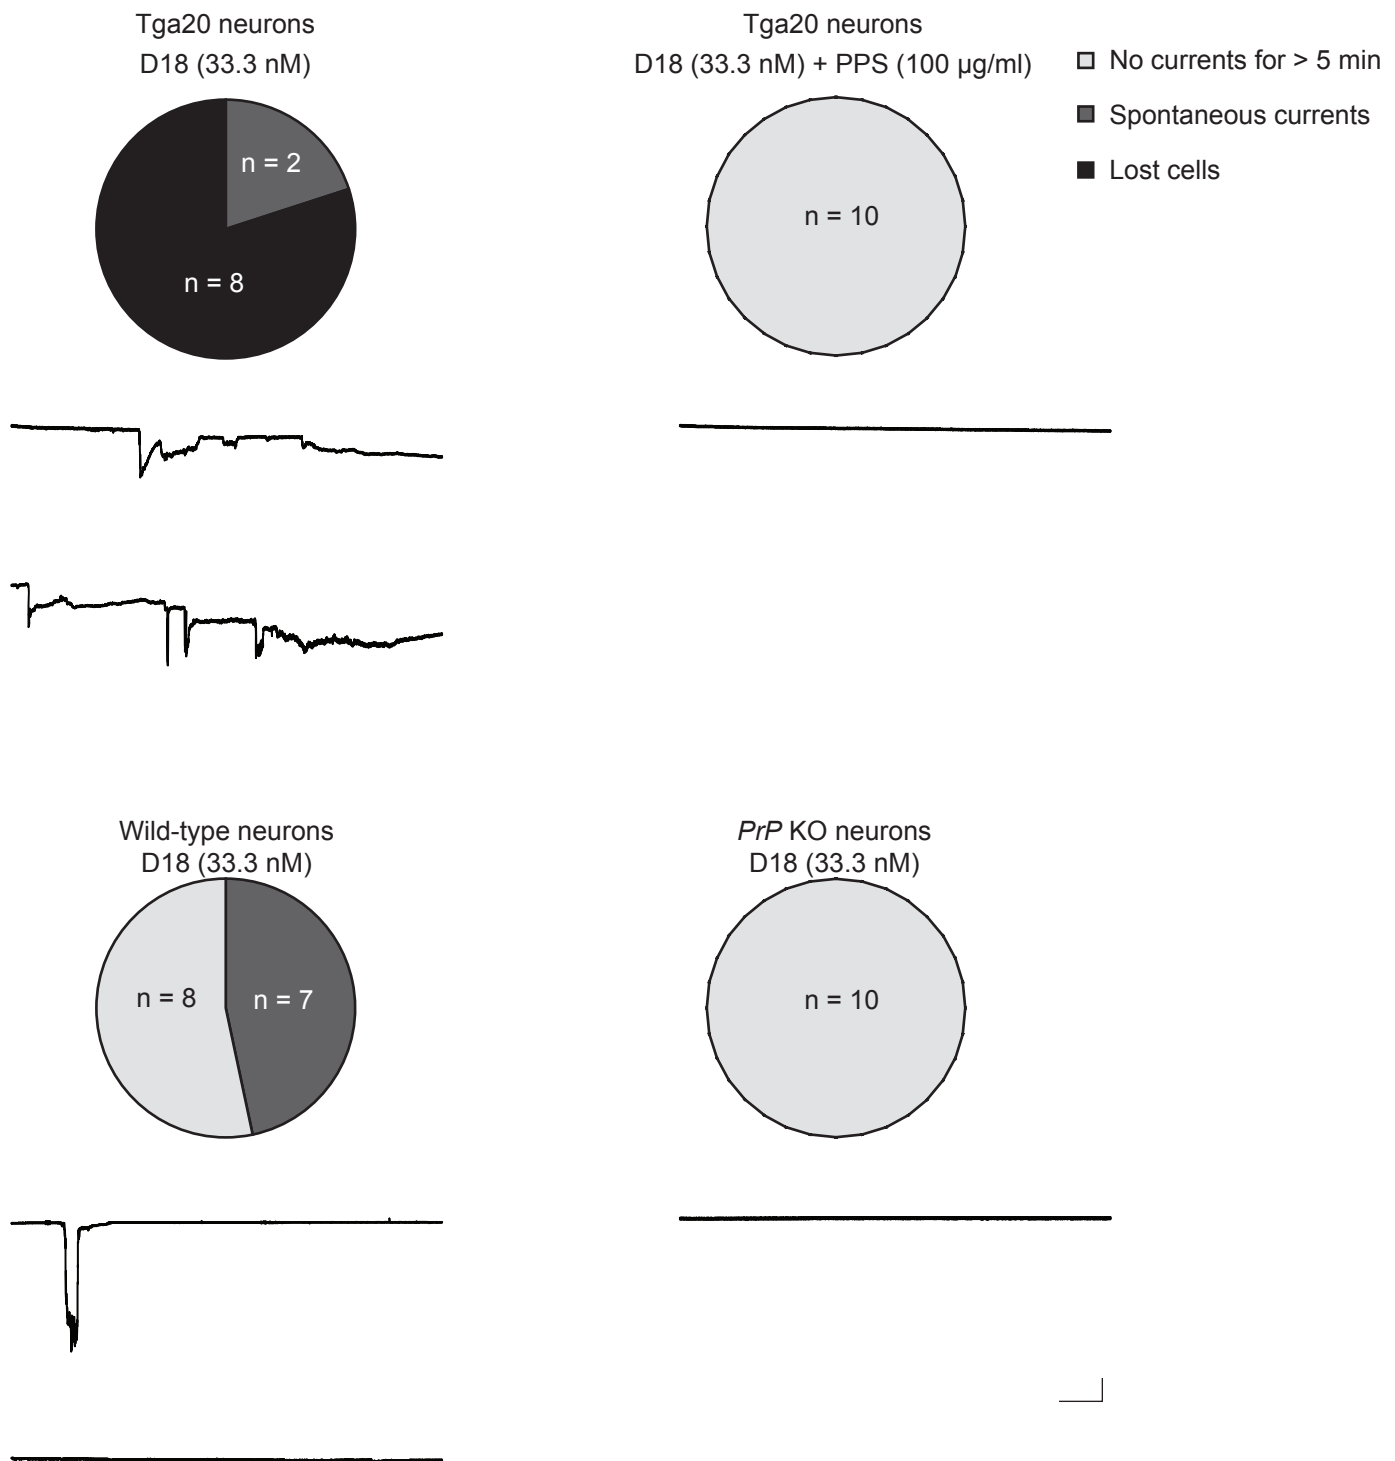 Tga20 neurons
D18 (33.3 nM)
n = 2
n = 8
Tga20 neurons
D18 (33.3 nM) + PPS (100 µg/ml)
n = 10
No currents for > 5 min
Spontaneous currents
Lost cells
Wild-type neurons
D18 (33.3 nM)
n = 8
n = 7
PrP KO neurons
D18 (33.3 nM)
n = 10